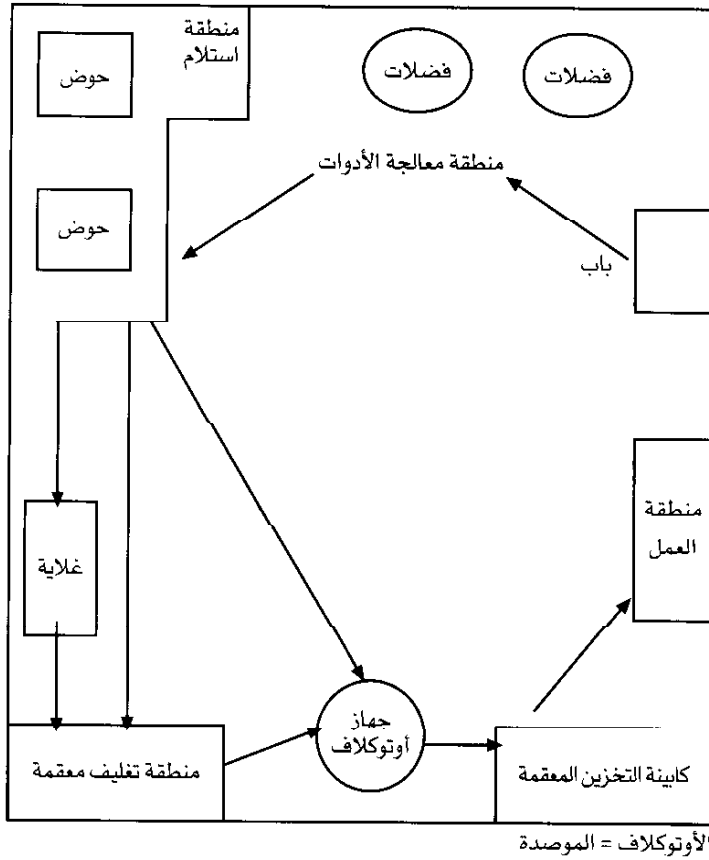 منطقة
استلام
فضلات
فضلات
حوض
منطقة معالجة الأدوات
حوض
باب
منطقة
العمل
غلاية
جهاز
أوتوكلاف
منطقة تغليف معقمة
كابينة التخزين المعقمة
الأوتوكلاف = الموصدة